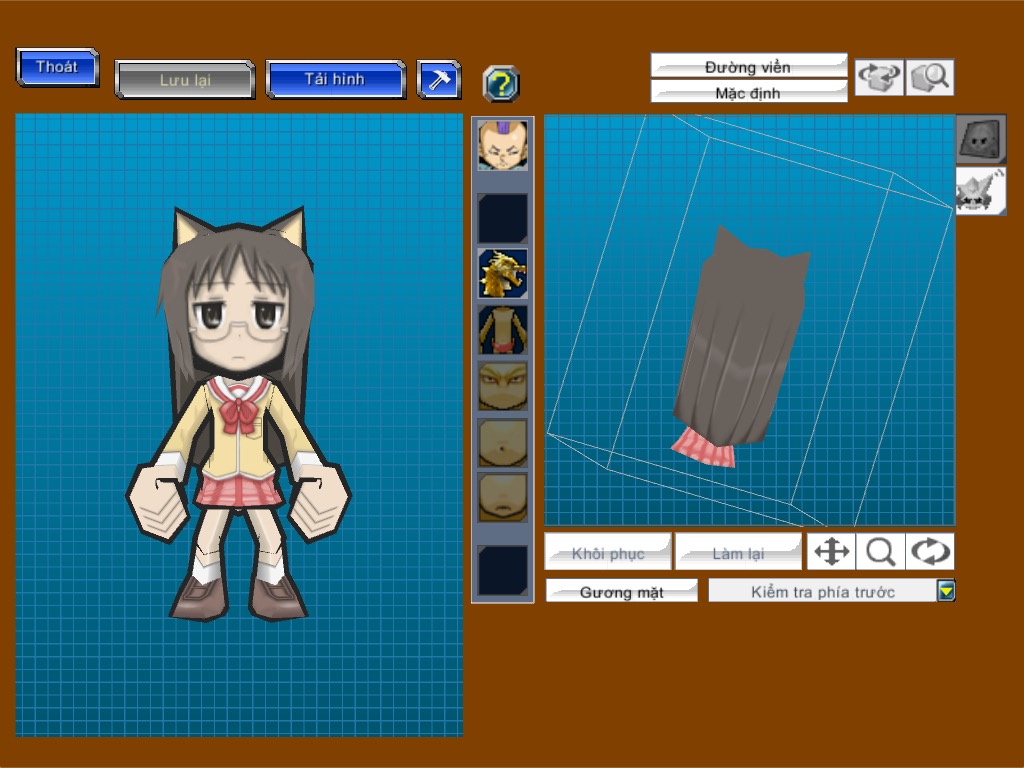 Thoát
Lưu lại
Tải hình
?
Đường viền
Mặc định
Khôi phục
Làm lại
Gương mặt
Kiểm tra phía trước